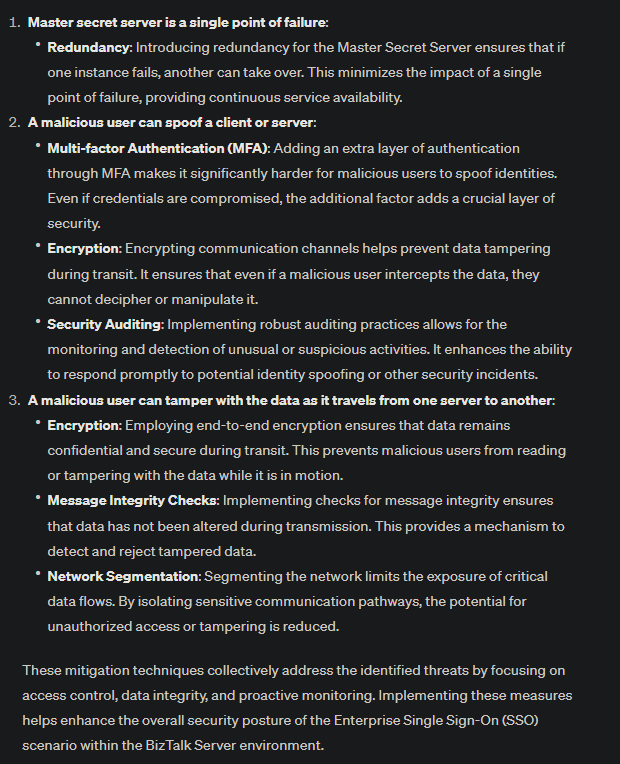 1. Master secret server is a single point of failure:
• Redundancy: Introducing redundancy for the Master Secret Server ensures that if
one instance fails, another can take over. This minimizes the impact of a single
point of failure, providing continuous service availability.
2. A malicious user can spoof a client or server:
• Multi-factor Authentication (MFA): Adding an extra layer of authentication
through MFA makes it significantly harder for malicious users to spoof identities.
Even if credentials are compromised, the additional factor adds a crucial layer of
security.
• Encryption: Encrypting communication channels helps prevent data tampering
during transit. It ensures that even if a malicious user intercepts the data, they
cannot decipher or manipulate it.
• Security Auditing: Implementing robust auditing practices allows for the
monitoring and detection of unusual or suspicious activities. It enhances the ability
to respond promptly to potential identity spoofing or other security incidents.
3. A malicious user can tamper with the data as it travels from one server to another:
• Encryption: Employing end-to-end encryption ensures that data remains
confidential and secure during transit. This prevents malicious users from reading
or tampering with the data while it is in motion.
• Message Integrity Checks: Implementing checks for message integrity ensures
that data has not been altered during transmission. This provides a mechanism to
detect and reject tampered data.
• Network Segmentation: Segmenting the network limits the exposure of critical
data flows. By isolating sensitive communication pathways, the potential for
unauthorized access or tampering is reduced.
These mitigation techniques collectively address the identified threats by focusing on
access control, data integrity, and proactive monitoring. Implementing these measures
helps enhance the overall security posture of the Enterprise Single Sign-On (SSO)
scenario within the BizTalk Server environment.